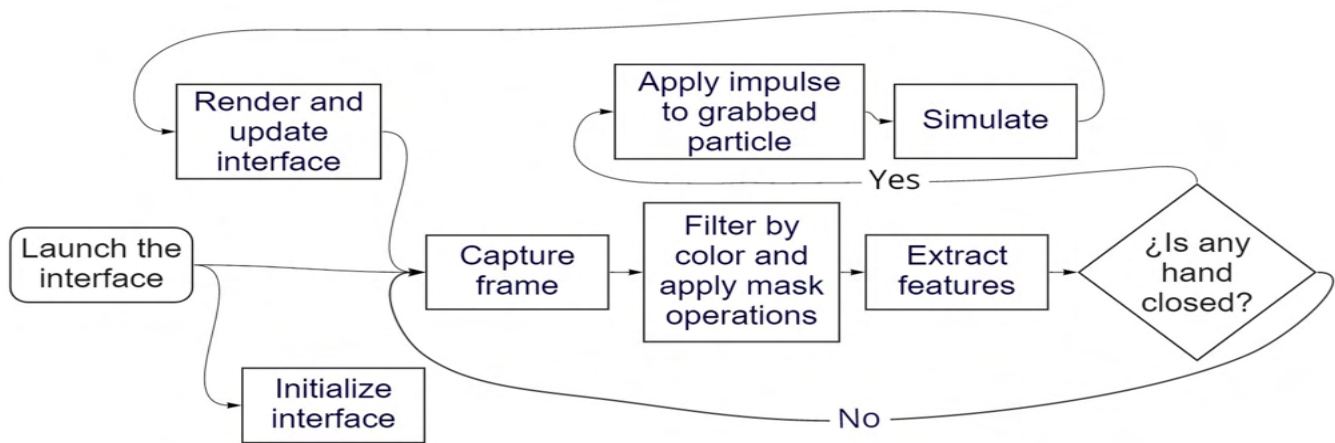 Render and
update
interface
Apply impulse
to grabbed
particle
Simulate
Yes
Launch the
interface
Capture
frame
Filter by
color and
apply mask
operations
Extract
features
¿Is any
hand
closed?
Initialize
interface
No